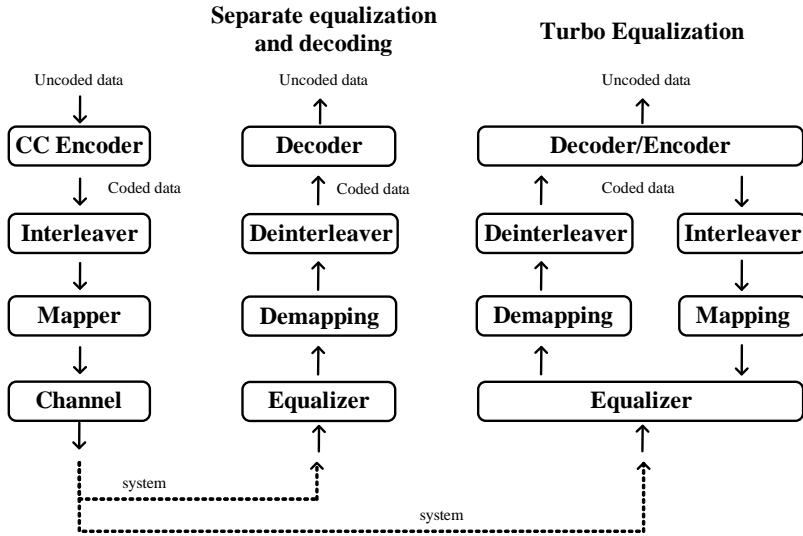 Separate equalization
and decoding
Turbo Equalization
Uncoded data
Uncoded data
Uncoded data
CC Encoder
Decoder
Decoder/Encoder
Coded data
Coded data
Coded data
Interleaver
Deinterleaver
Deinterleaver
Interleaver
Mapper
Demapping
Demapping
Mapping
Channel
Equalizer
Equalizer
system
system